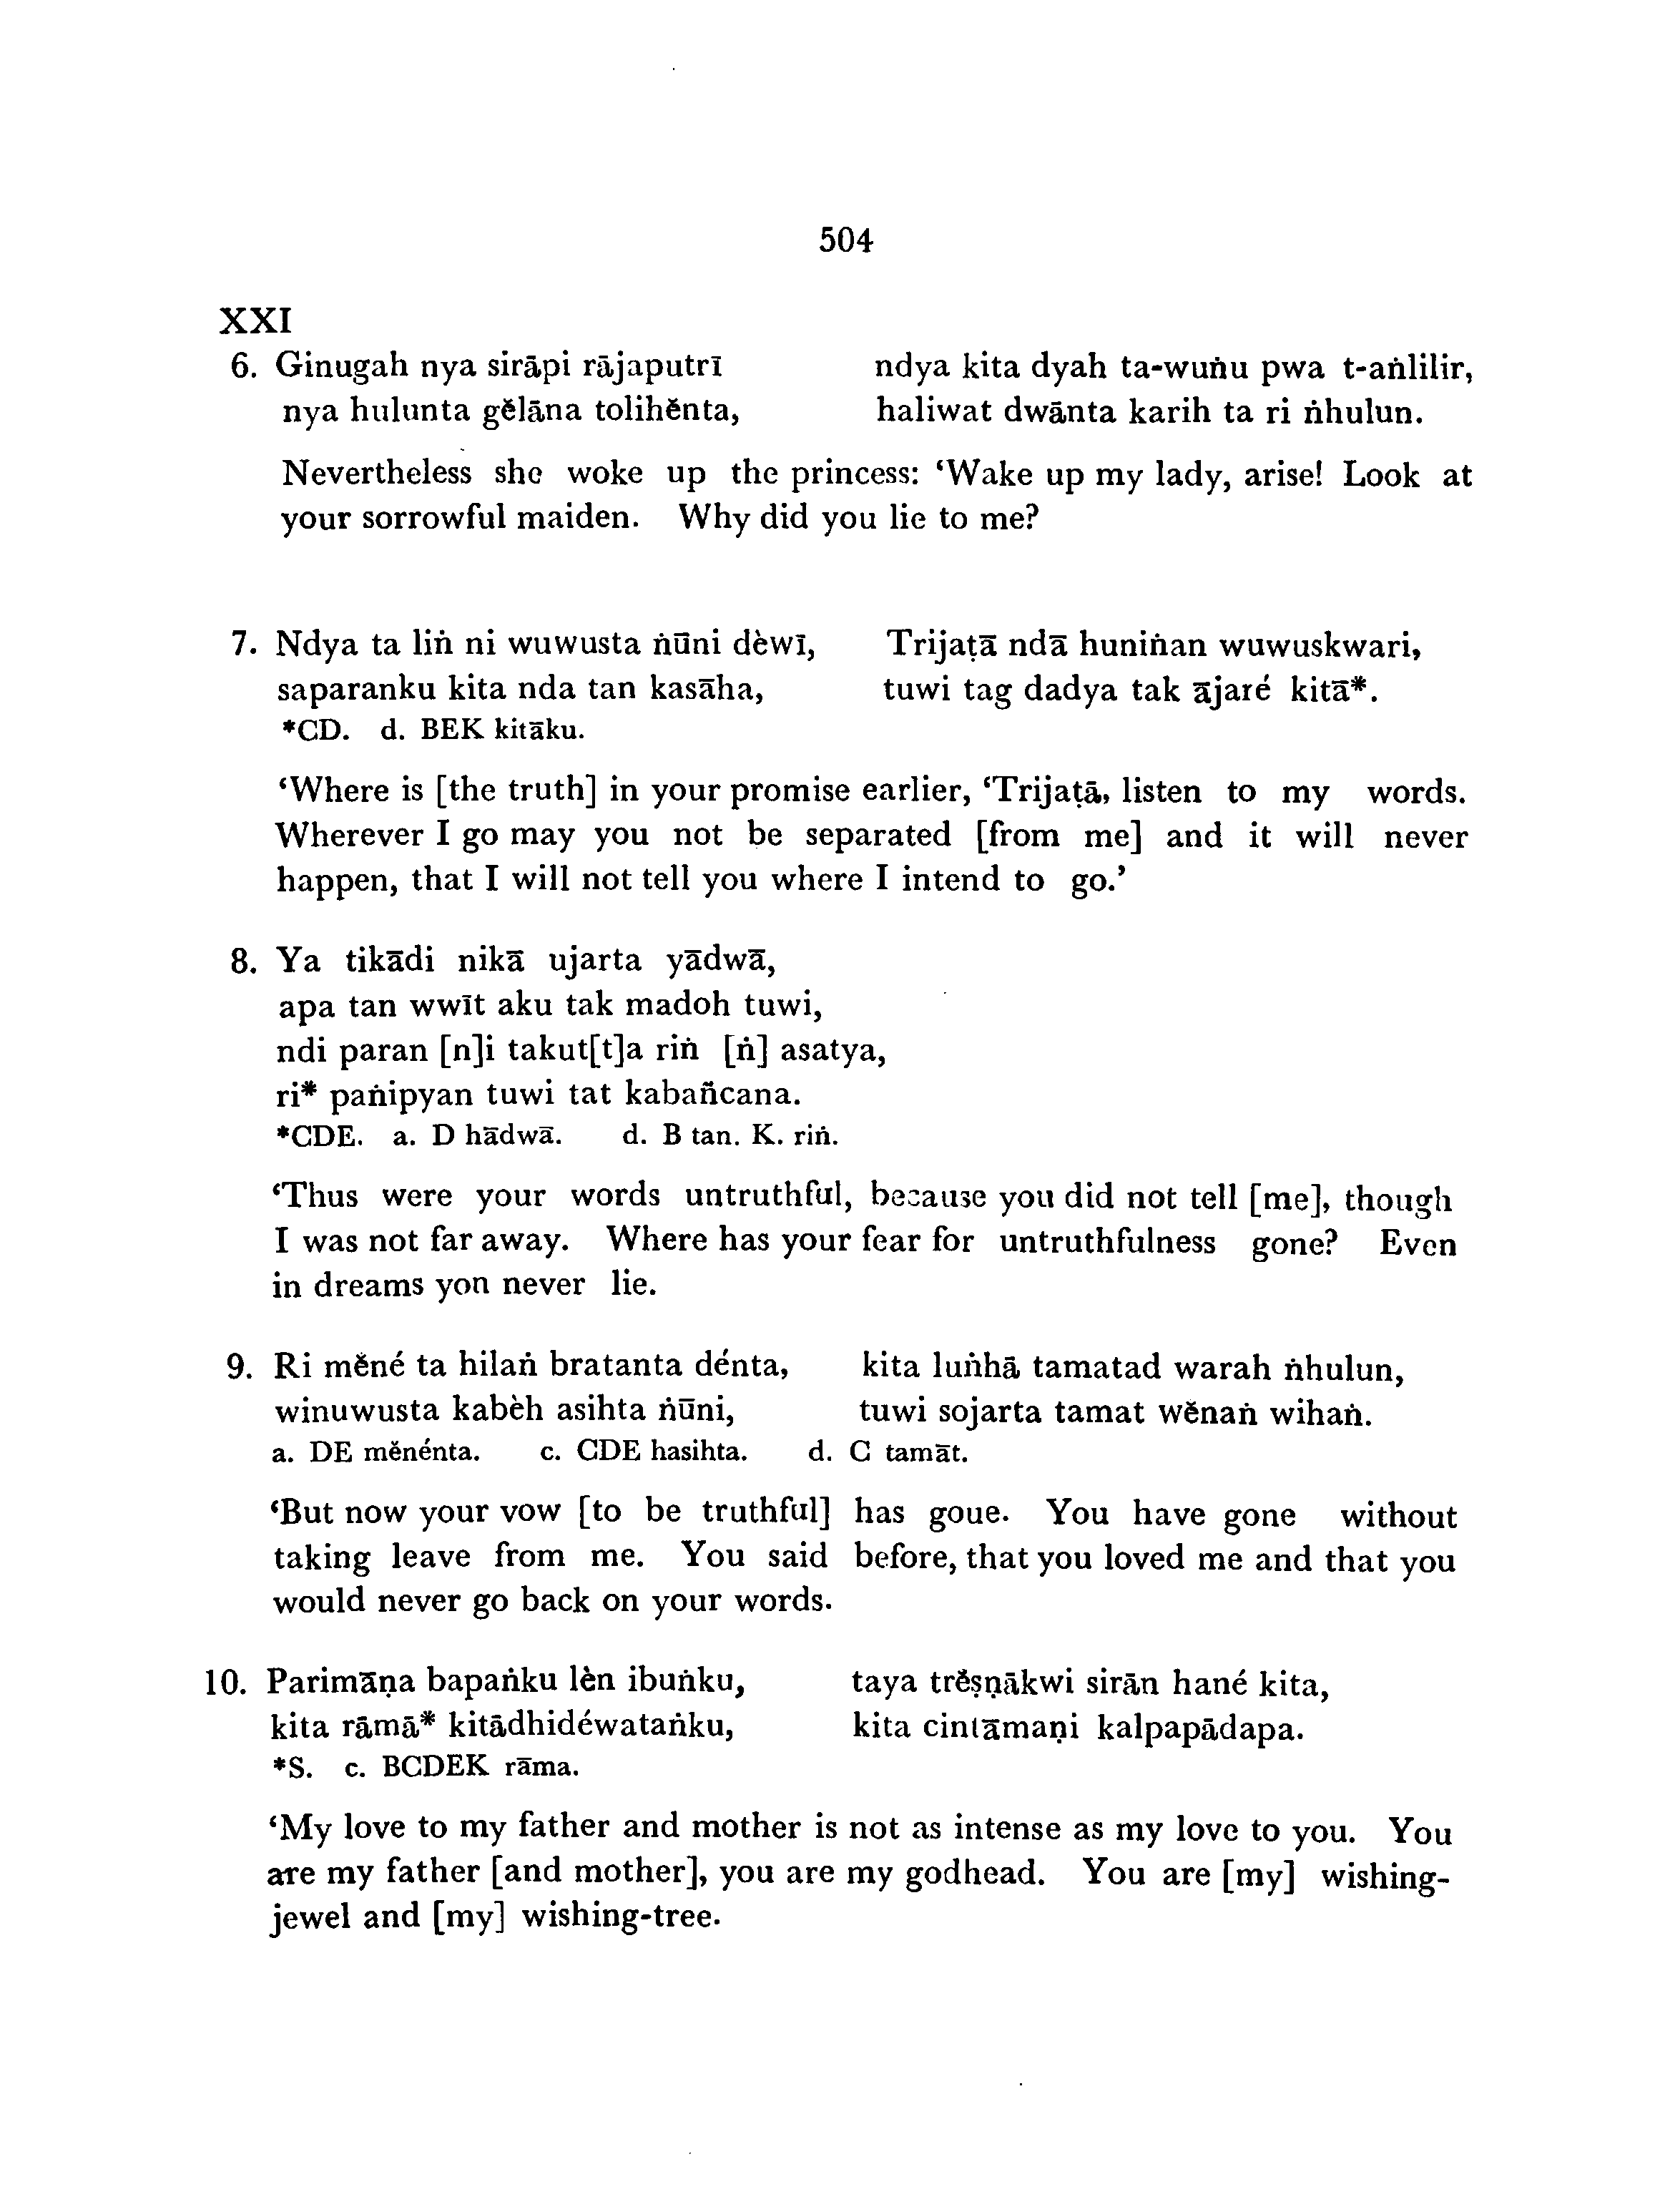 504
XXI
6. Ginugah nya sirāpi rājaputrī ndya kita dyah ta-wuṅu pwa t-aṅlilir,
nya hulunta gĕlāna tolihĕnta, haliwat dwānta karih ta ri ṅhulun.
Nevertheless she woke up the princess: ‘Wake up my lady, arise! Look at
your sorrowful maiden. Why did you lie to me?
7. Ndya ta liṅ ni wuwusta ṅūni dèwī, Trijaṭā ndā huniṅan wuwuskwari,
saparanku kita nda tan kasāha, tuwi tag dadya tak ājaré kitā*.
*CD. d. BEK kitāku.
‘Where is [the truth] in your promise earlier, ‘Trijaṭā, listen to my words.
Wherever I go may you not be separated [from me] and it will never
happen, that I will not tell you where I intend to go.’
8. Ya tikādi nikā ujarta yādwā,
apa tan wwīt aku tak madoh tuwi,
ndi paran [n]i takut[t]a riṅ [ṅ] asatya,
ri* paṅipyan tuwi tat kabañcana.
*CDE. a. D hādwā. d. B tan. K. riṅ.
‘Thus were your words untruthful, because you did not tell [me], though
I was not far away. Where has your fear for untruthfulness gone? Even
in dreams yon never lie.
9. Ri mĕné ta hilaṅ bratanta dénta, kita luṅhā tamatad warah ṅhulun,
winuwusta kabèh asihta ṅūni, tuwi sojarta tamat wĕnaṅ wihaṅ.
a. DE mĕnénta. c. CDE hasihta. d. C tamāt.
‘But now your vow [to be truthful] has goue. You have gone without
taking leave from me. You said before, that you loved me and that you
would never go back on your words.
10. Parimāṇa bapaṅku lèn ibuṅku, taya trĕṣṇākwi sirān hané kita,
kita rāmā* kitādhidéwataṅku, kita cintāmaṇi kalpapādapa.
*S. c. BCDEK rāma.
‘My love to my father and mother is not as intense as my love to you. You
are my father [and mother], you are my godhead. You are [my] wishing-
jewel and [my] wishing-tree.